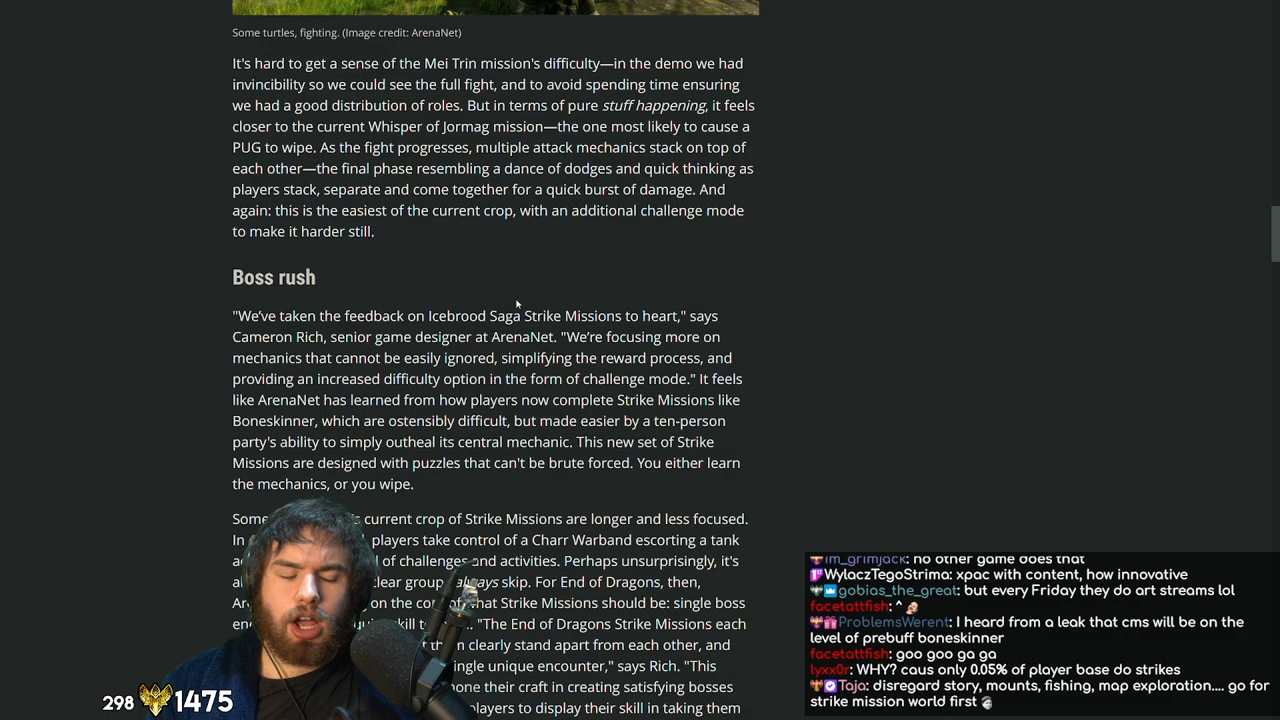 Some turtles, fighting. (Image credit: ArenaNet)
It's hard to get a sense of the Mei Trin mission's difficulty—in the demo we had
invincibility so we could see the full fight, and to avoid spending time ensuring
we had a good distribution of roles. But in terms of pure stuff happening, it feels
closer to the current Whisper of Jormag mission—the one most likely to cause a
PUG to wipe. As the fight progresses, multiple attack mechanics stack on top of
each other—the final phase resembling a dance of dodges and quick thinking as
players stack, separate and come together for a quick burst of damage. And
again: this is the easiest of the current crop, with an additional challenge mode
to make it harder still.
Boss rush
"We’ve taken the feedback on Icebrood Saga Strike Missions to heart," says
Cameron Rich, senior game designer at ArenaNet. "We’re focusing more on
mechanics that cannot be easily ignored, simplifying the reward process, and
providing an increased difficulty option in the form of challenge mode." It feels
like ArenaNet has learned from how players now complete Strike Missions like
Boneskinner, which are ostensibly difficult, but made easier by a ten-person
party's ability to simply outheal its central mechanic. This new set of Strike
Missions are designed with puzzles that can't be brute forced. You either learn
the mechanics, or you wipe.
Some current crop of Strike Missions are longer and less focused.
In players take control of a Charr Warband escorting a tank
of challenges and activities. Perhaps unsurprisingly, it's
clear group always skip. For End of Dragons, then,
on the what Strike Missions should be: single boss
skill "The End of Dragons Strike Missions each
clearly stand apart from each other, and
single unique encounter," says Rich. "This
hone their craft in creating satisfying bosses
players to display their skill in taking them
im_grimjack: no other game does that
WylaczTegoStrima: xpac with content, how innovative
gobias_the_great: but every Friday they do art streams lol
facetattfish: ^
ProblemsWerent: I heard from a leak that cms will be on the
level of prebuff boneskinner
facetattfish: goo goo ga ga
lyxx0r: WHY? caus only 0.05% of player base do strikes
Taja: disregard story, mounts, fishing, map exploration.... go for
strike mission world first
298 1475